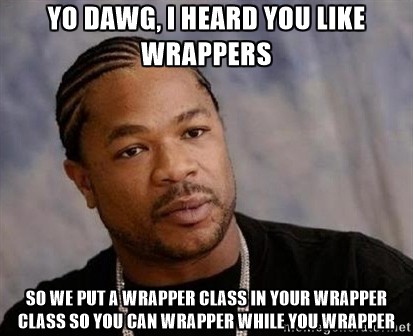 YO DAWG, I HEARD YOU LIKE
WRAPPERS
SO WE PUT A WRAPPER CLASS IN YOUR WRAPPER
CLASS SO YOU CAN WRAPPER WHILE YOU WRAPPER